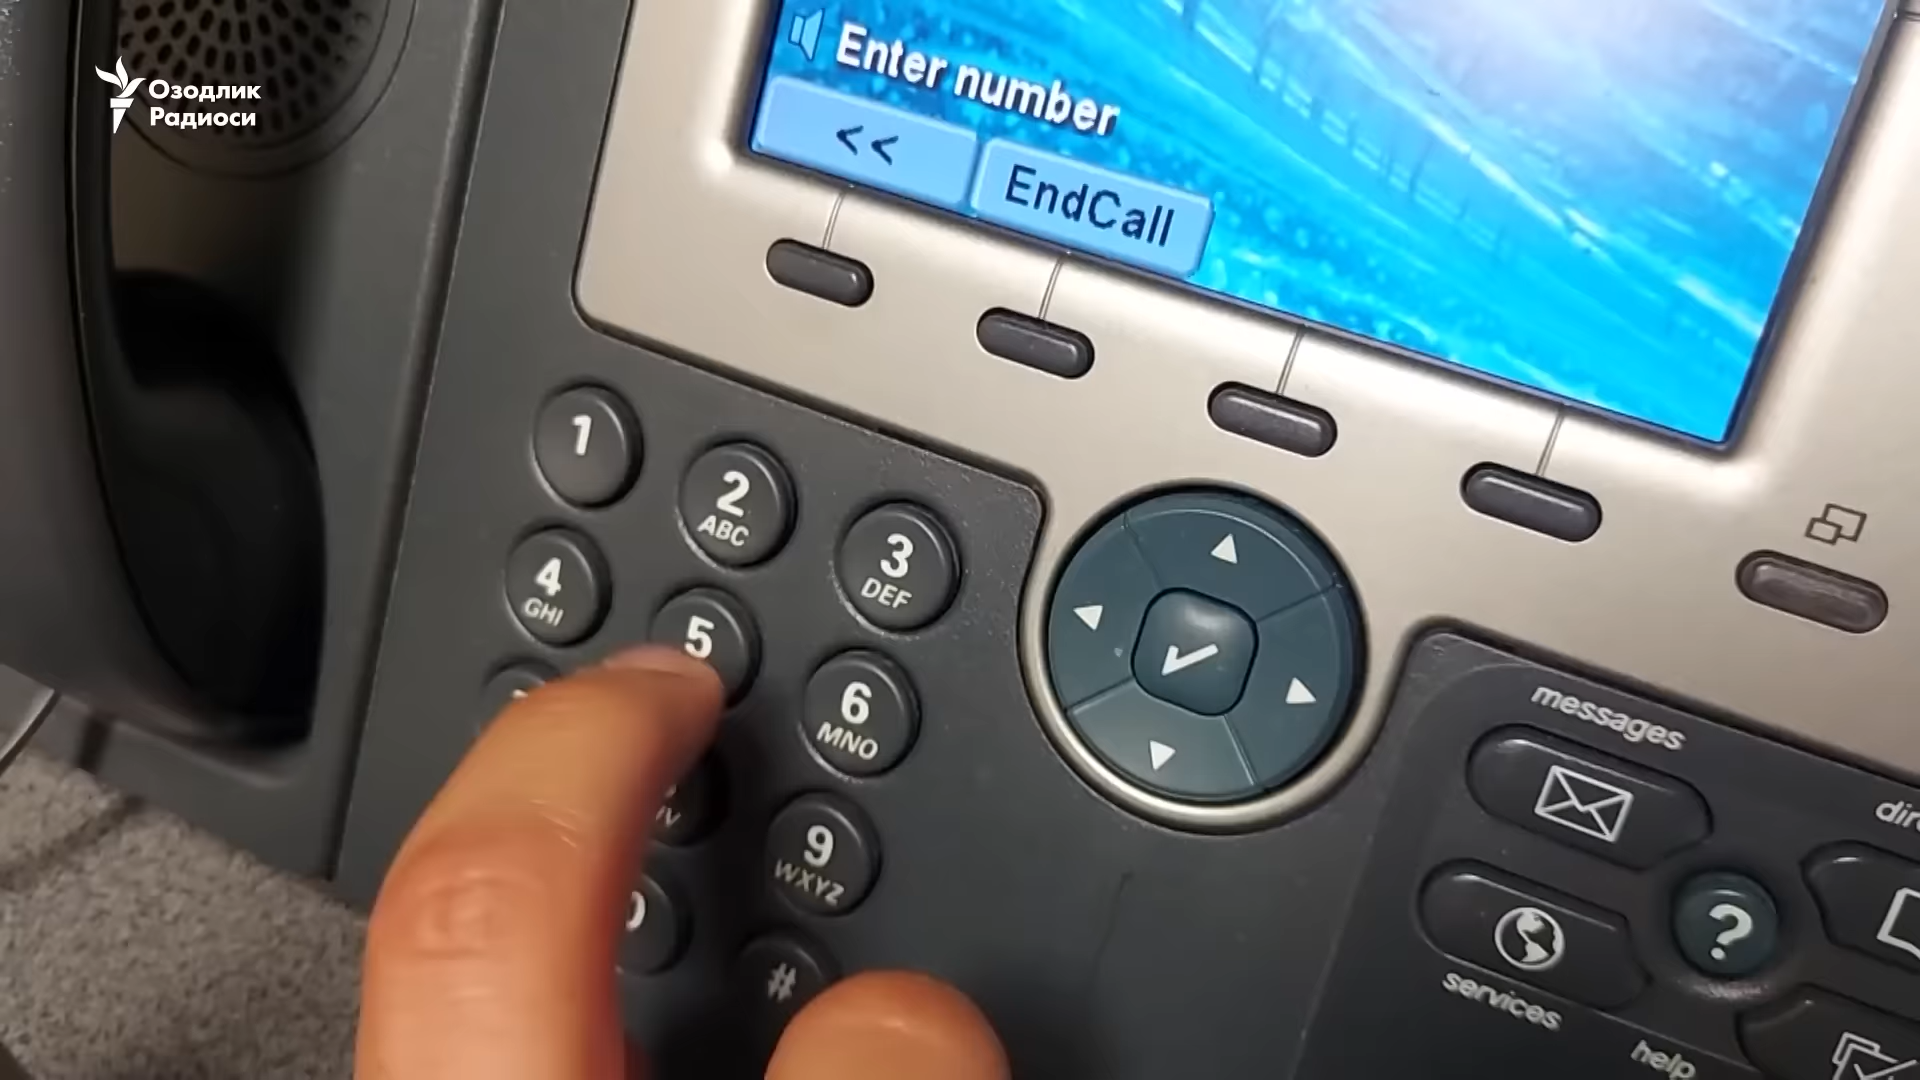 Озодлик
Радиоси
Enter number
<<
EndCall
1
2
ABC
3
DEF
4
GHI
5
6
MNO
9
WXYZ
0
#
messages
?
services
help